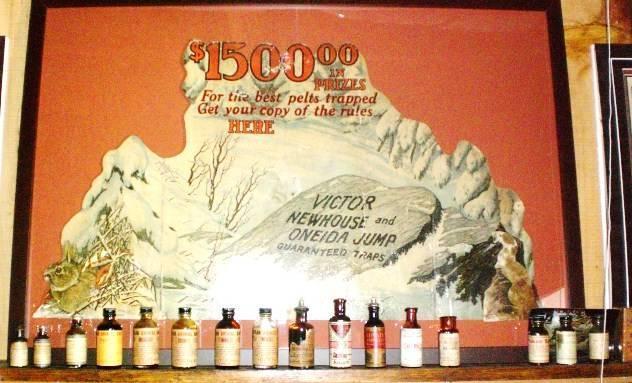 $1500 00
IN
PRIZES
For the best pelts trapped
Get your copy of the rules
HERE
VICTOR
NEWHOUSE and
ONEIDA JUMP
GUARANTEED TRAPS